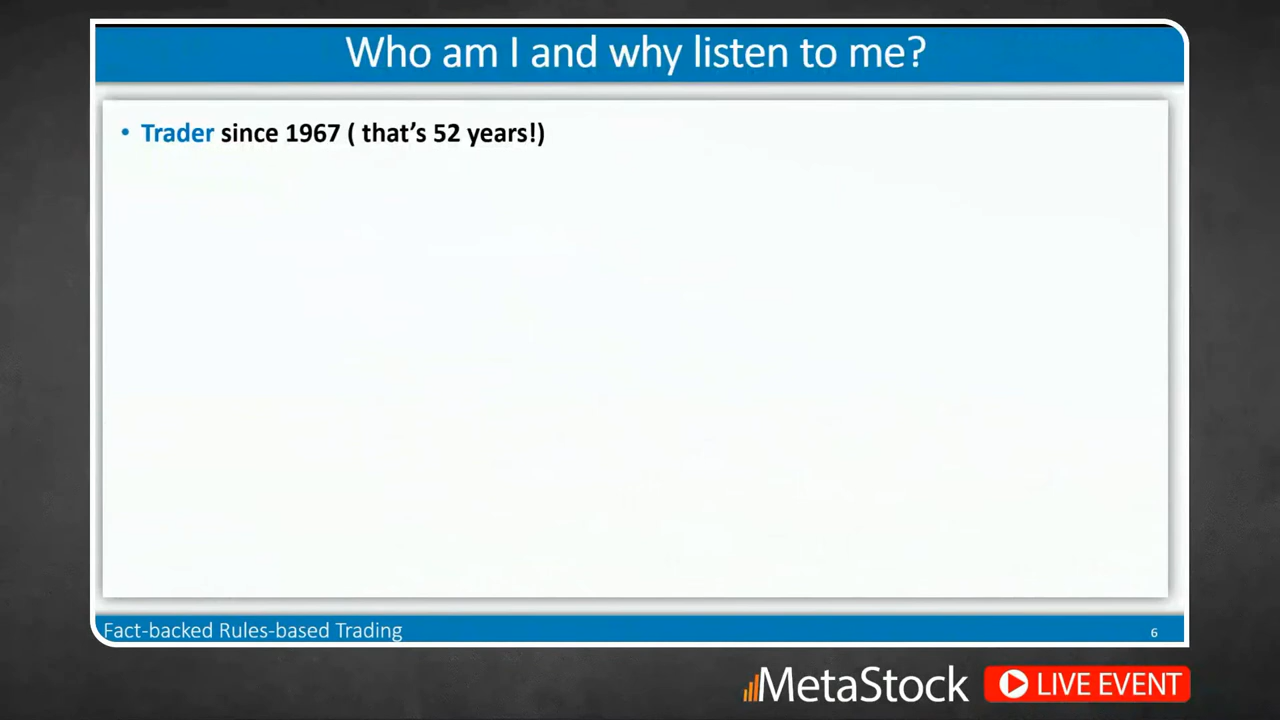 Who am I and why listen to me?
• Trader since 1967 ( that's 52 years!)
Fact-backed Rules-based Trading
6
MetaStock
LIVE EVENT